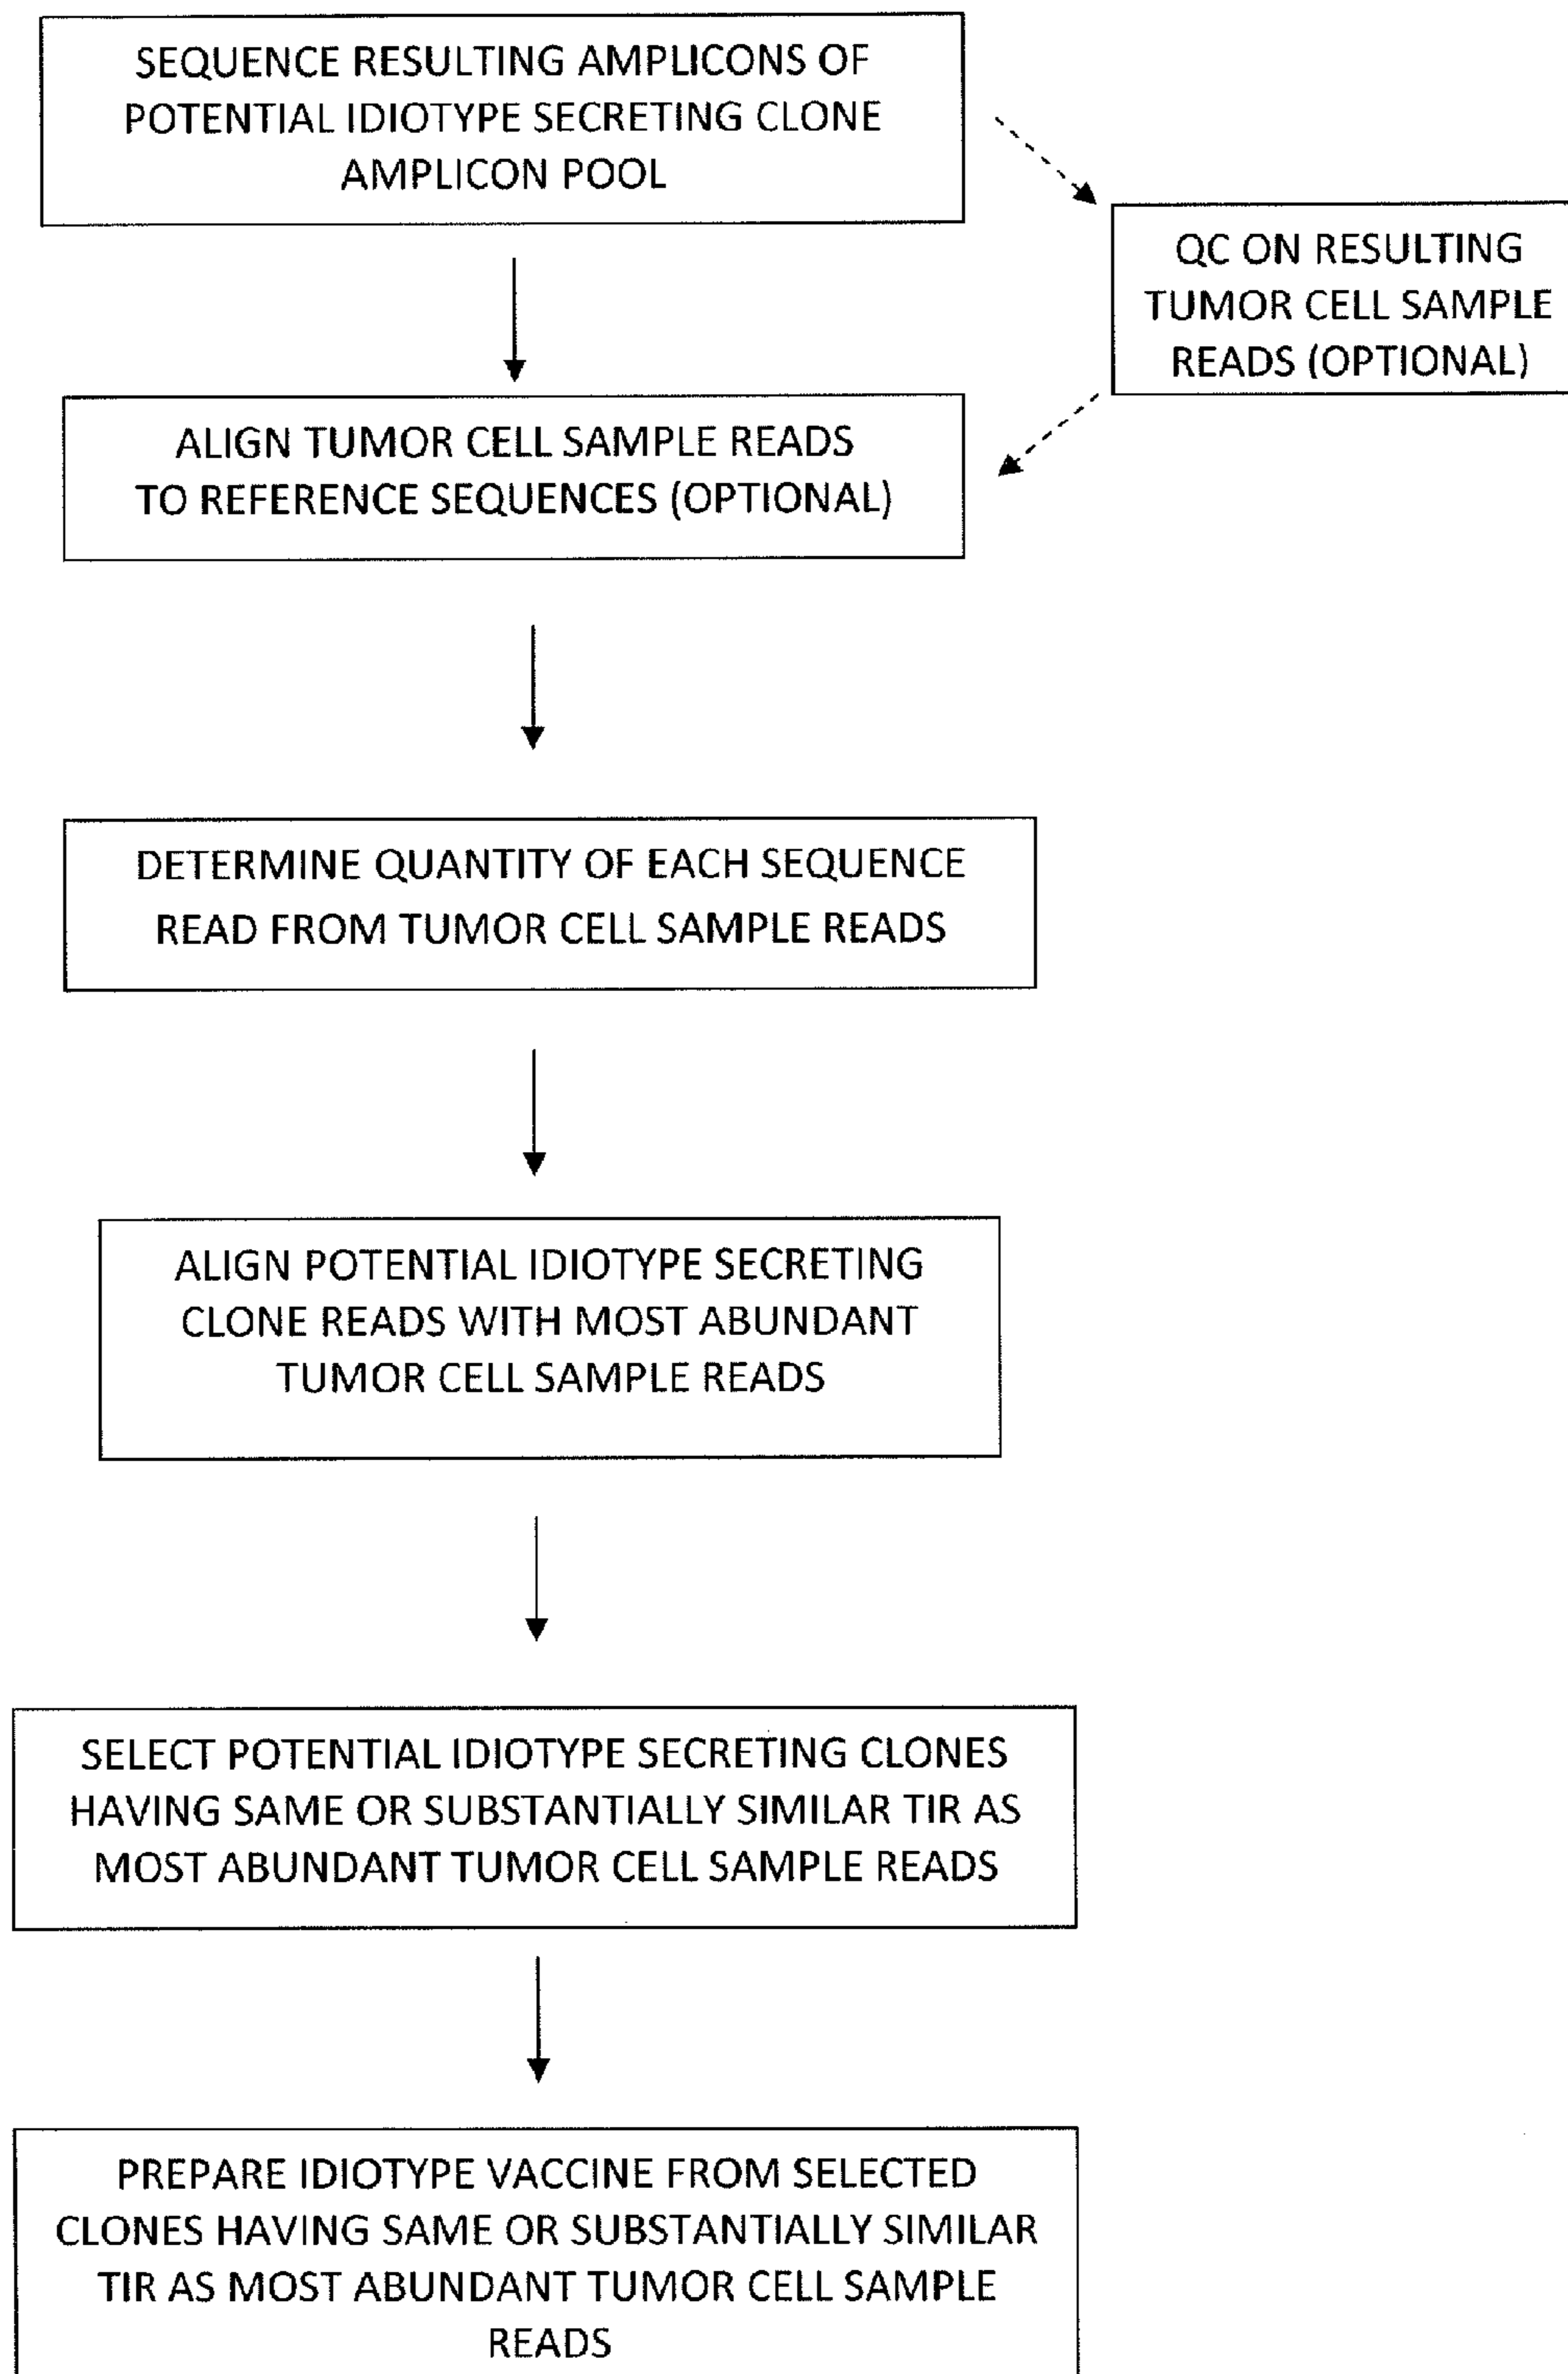 SEQUENCE RESULTING AMPLICONS OF
POTENTIAL IDIOTYPE SECRETING CLONE
AMPLICON POOL
QC ON RESULTING
TUMOR CELL SAMPLE
READS (OPTIONAL)
ALIGN TUMOR CELL SAMPLE READS
TO REFERENCE SEQUENCES (OPTIONAL)
DETERMINE QUANTITY OF EACH SEQUENCE
READ FROM TUMOR CELL SAMPLE READS
ALIGN POTENTIAL IDIOTYPE SECRETING
CLONE READS WITH MOST ABUNDANT
TUMOR CELL SAMPLE READS
SELECT POTENTIAL IDIOTYPE SECRETING CLONES
HAVING SAME OR SUBSTANTIALLY SIMILAR TIR AS
MOST ABUNDANT TUMOR CELL SAMPLE READS
PREPARE IDIOTYPE VACCINE FROM SELECTED
CLONES HAVING SAME OR SUBSTANTIALLY SIMILAR
TIR AS MOST ABUNDANT TUMOR CELL SAMPLE
READS